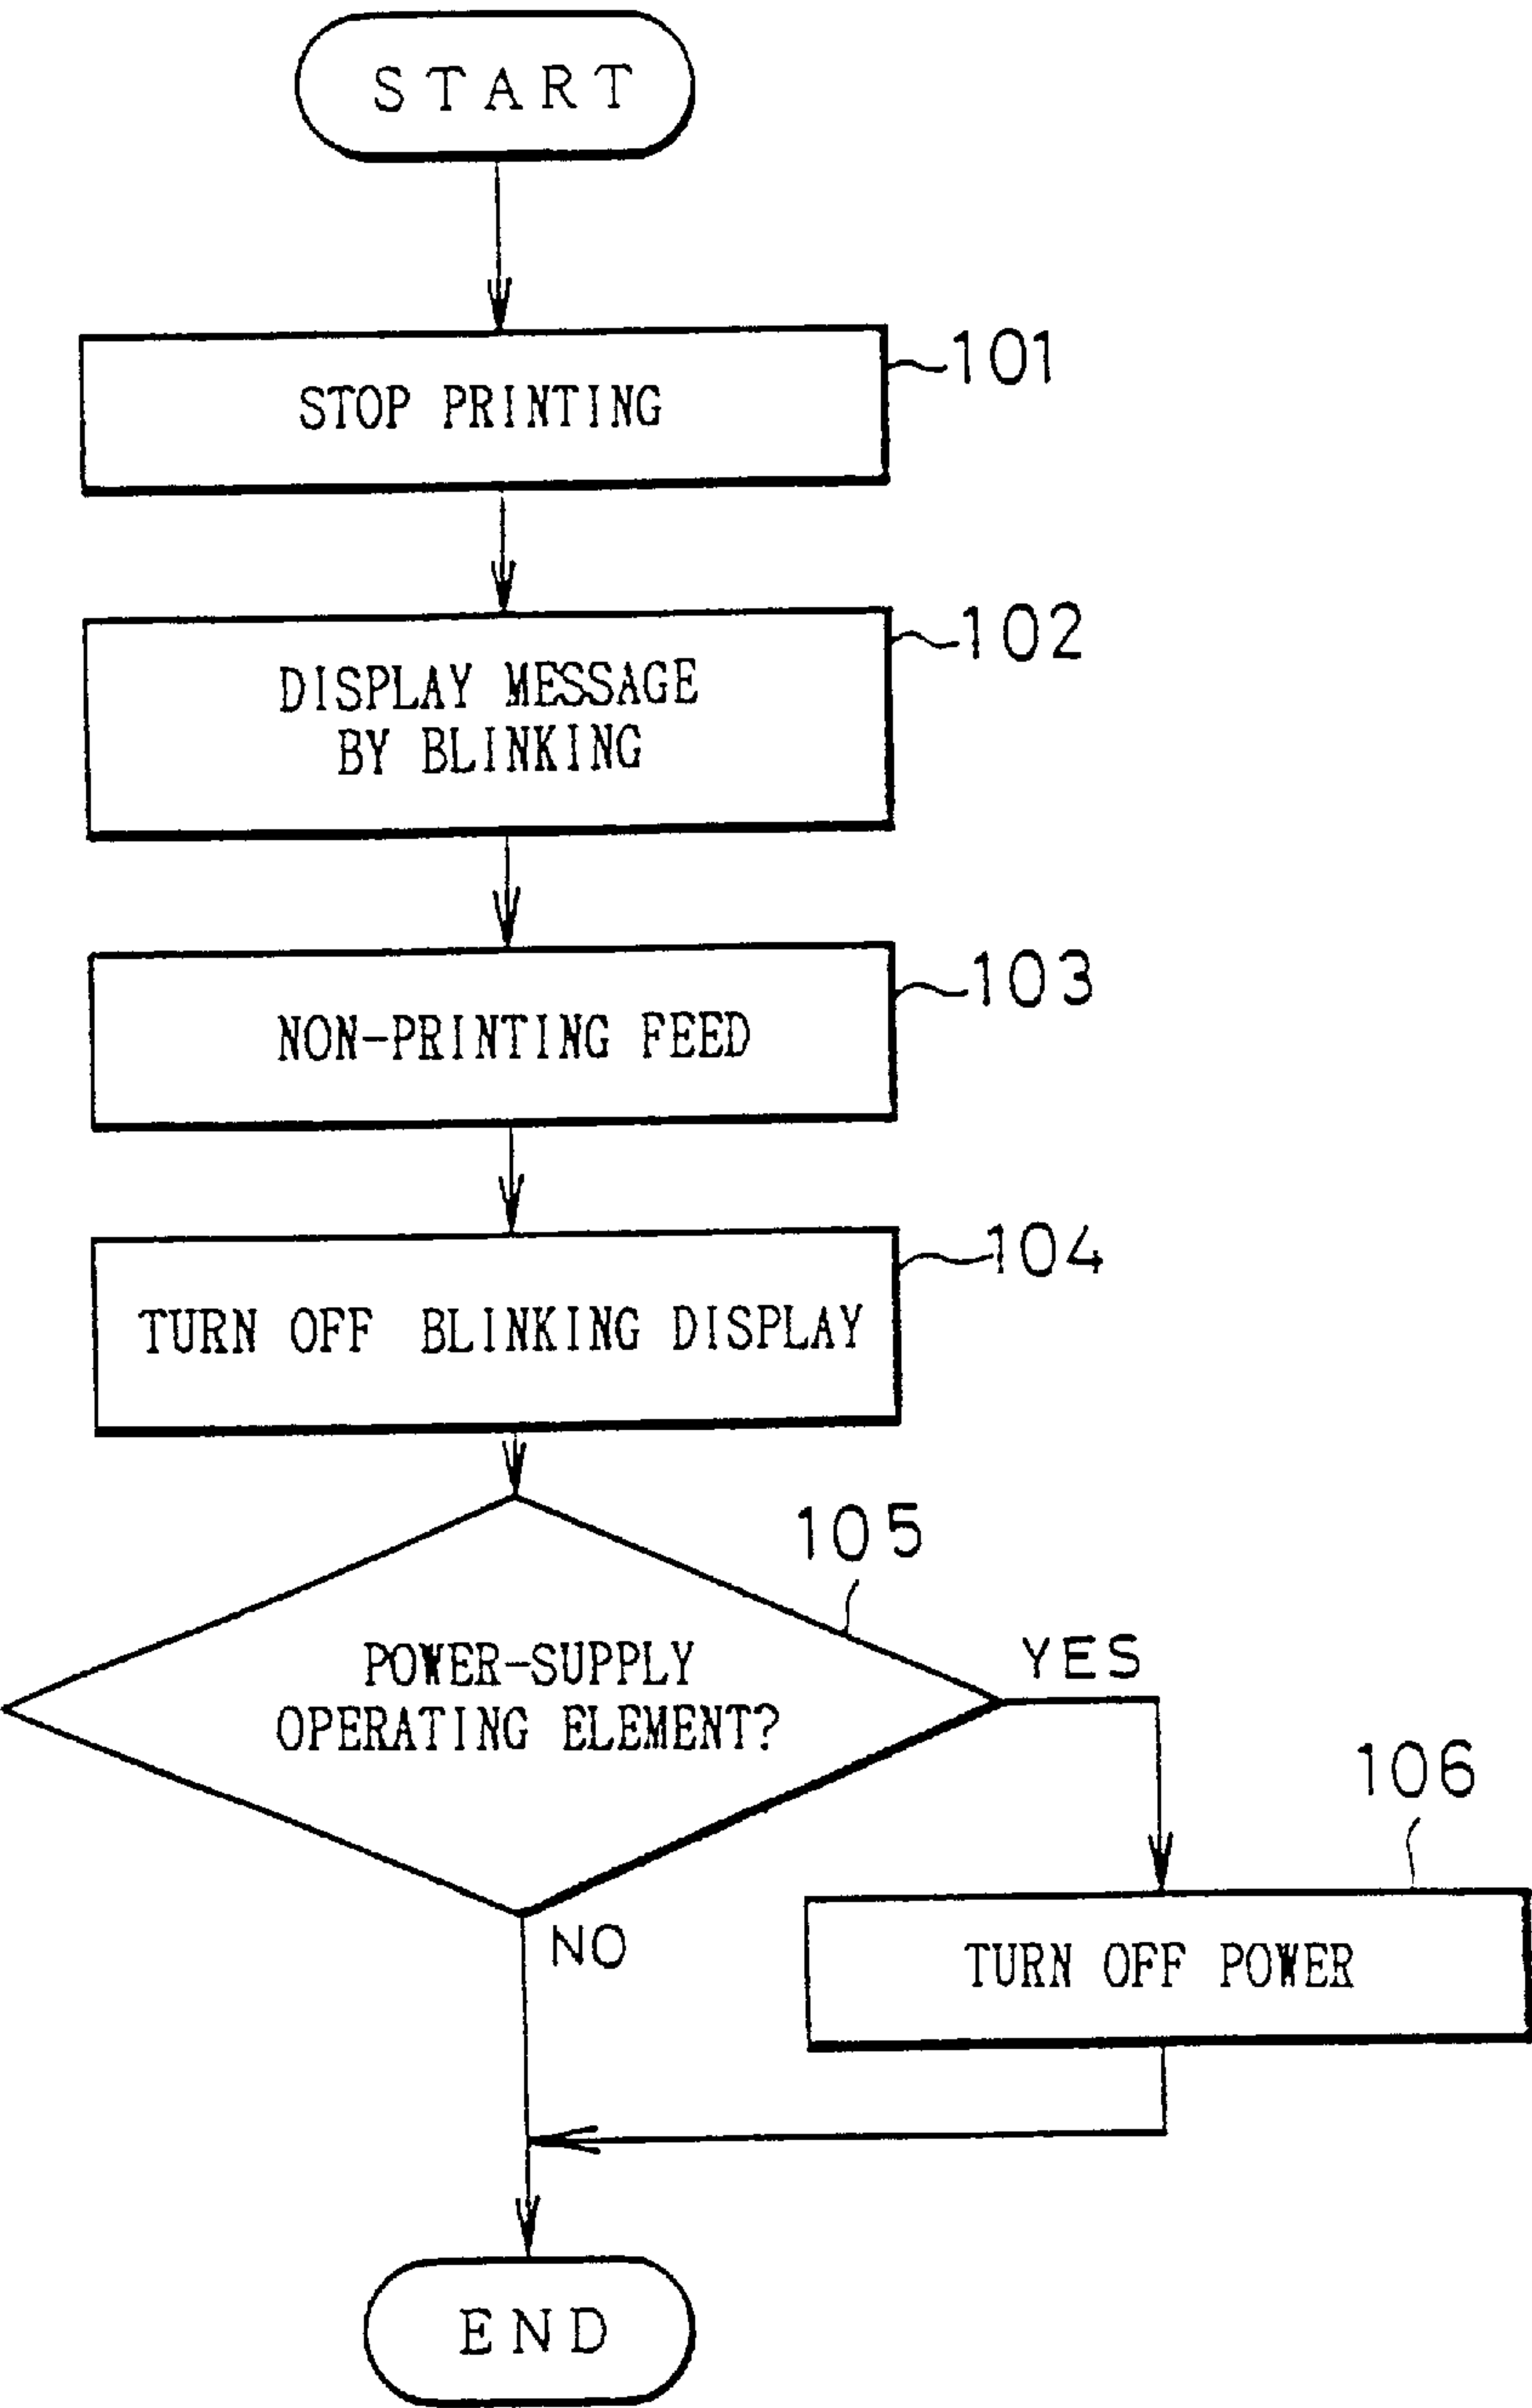 START
STOP PRINTING
101
DISPLAY MESSAGE
BY BLINKING
102
NON-PRINTING FEED
103
TURN OFF BLINKING DISPLAY
104
105
POWER-SUPPLY
OPERATING ELEMENT?
YES
106
NO
TURN OFF POWER
END